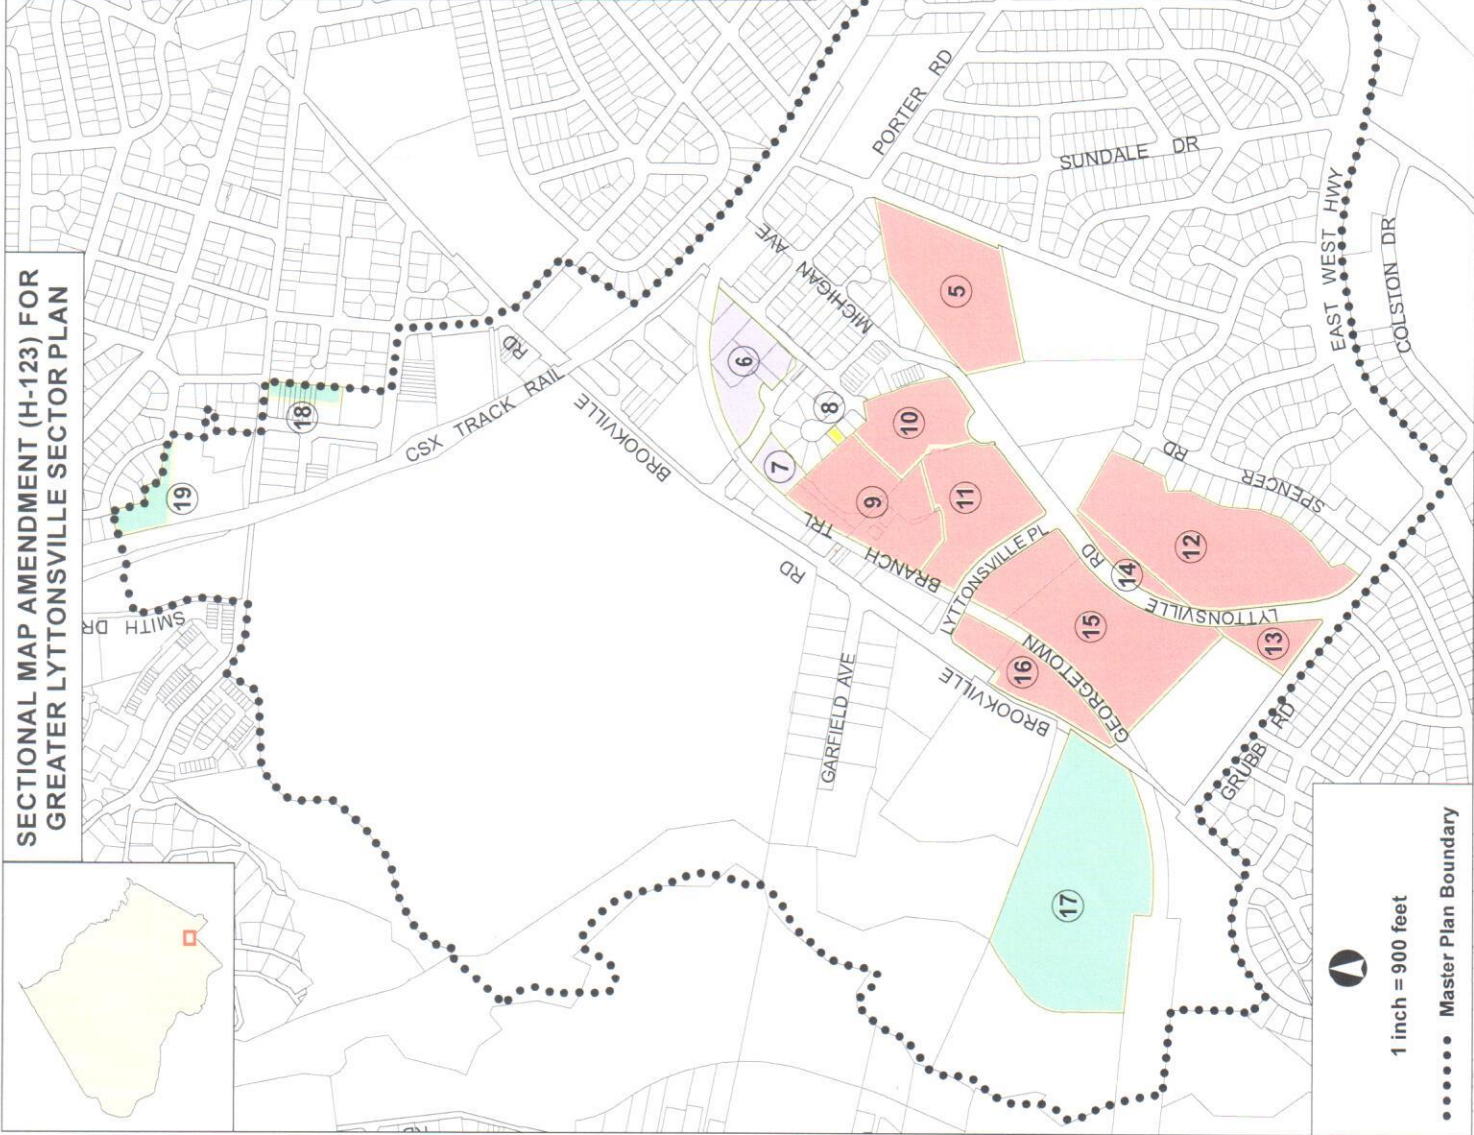 SECTIONAL MAP AMENDMENT (H-123) FOR
GREATER LYTTONSVILLE SECTOR PLAN
SMITH DR
19
18
CSX TRACK RAIL
RD
BROOKVILLE
RD
BROOKVILLE
GARFIELD AVE
PORTER RD
SUNDALE DR
MICHIGAN AVE
EAST WEST HWY
COLSTON DR
SPENCER RD
GRUBB RD
LYTTONSVILLE RD
LYTTONSVILLE PL
GEORGETOWN
BRANCH TRL
5
6
7
8
9
10
11
12
13
14
15
16
17
RD
1 inch = 900 feet
Master Plan Boundary